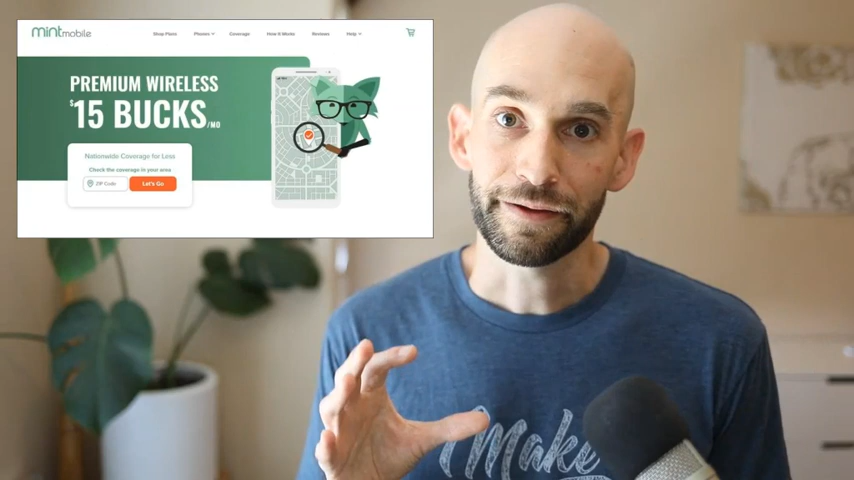 mintmobile
Shop Plans Phones Coverage How It Works Reviews Help
PREMIUM WIRELESS
$15 BUCKS/MO
Nationwide Coverage for Less
Check the coverage in your area
ZIP Code Let's Go
I Make